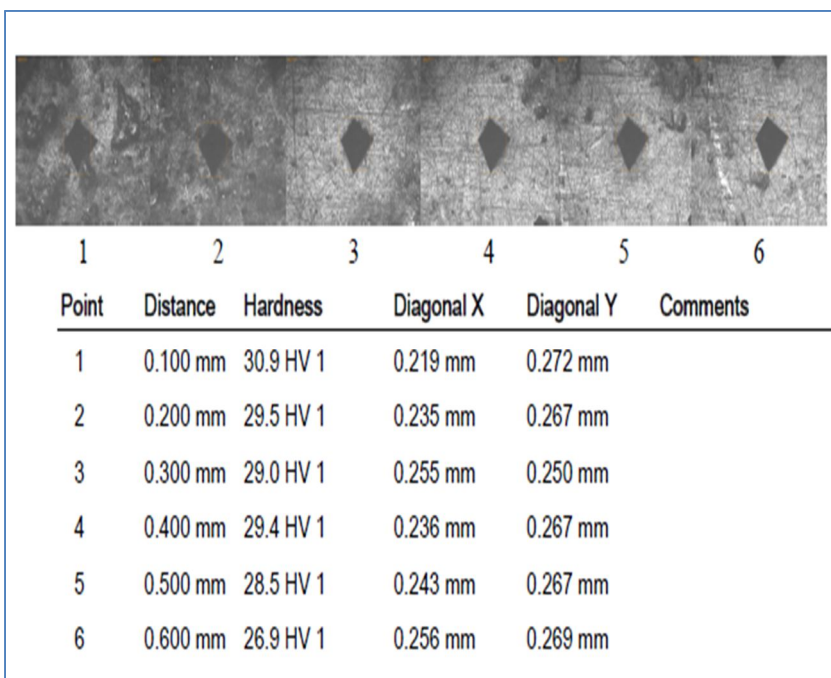 1 2 3 4 5 6
Point Distance Hardness Diagonal X Diagonal Y Comments
1 0.100 mm 30.9 HV 1 0.219 mm 0.272 mm
2 0.200 mm 29.5 HV 1 0.235 mm 0.267 mm
3 0.300 mm 29.0 HV 1 0.255 mm 0.250 mm
4 0.400 mm 29.4 HV 1 0.236 mm 0.267 mm
5 0.500 mm 28.5 HV 1 0.243 mm 0.267 mm
6 0.600 mm 26.9 HV 1 0.256 mm 0.269 mm